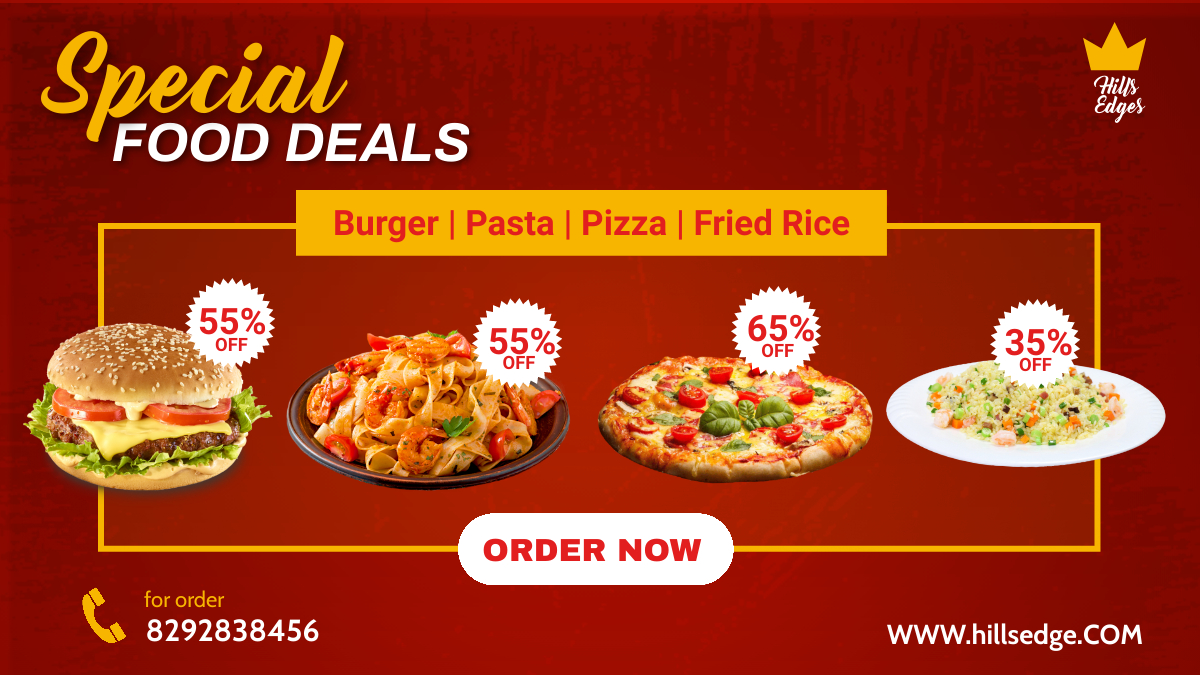 Special
FOOD DEALS
Hill's
Edges
Burger | Pasta | Pizza | Fried Rice
55%
OFF
55%
OFF
65%
OFF
35%
OFF
ORDER NOW
for order
8292838456
WWW.hillsedge.COM